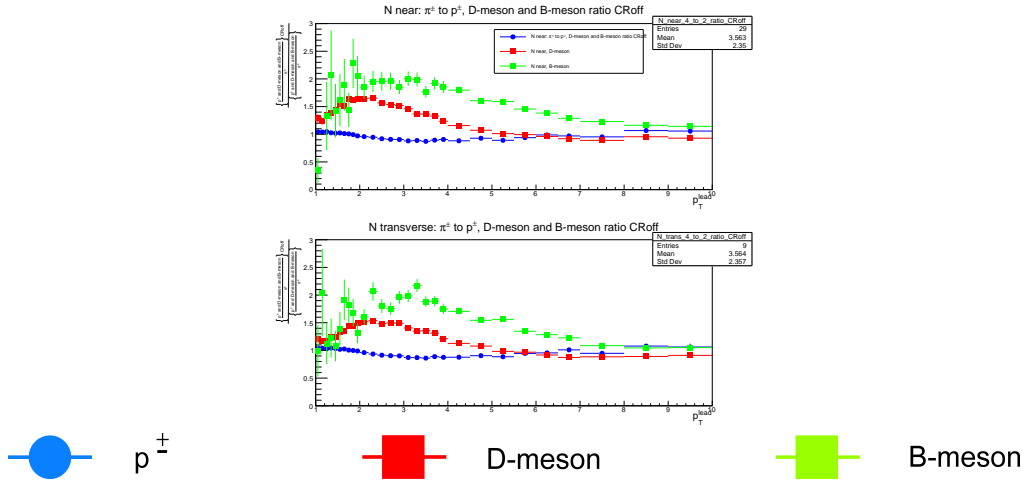 N near: π± to p±, D-meson and B-meson ratio CRoff
N_near_4_to_2_ratio_CRoff
Entries 29
Mean 3.563
Std Dev 2.35
N near: π± to p±, D-meson and B-meson ratio CRoff
N near, D-meson
N near, B-meson
3
2.5
2
1.5
1
0.5
0
1 2 3 4 5 6 7 8 9 10
p_T^lead
N transverse: π± to p±, D-meson and B-meson ratio CRoff
N_trans_4_to_2_ratio_CRoff
Entries 9
Mean 3.564
Std Dev 2.357
3
2.5
2
1.5
1
0.5
0
1 2 3 4 5 6 7 8 9 10
p_T^lead
p± D-meson B-meson